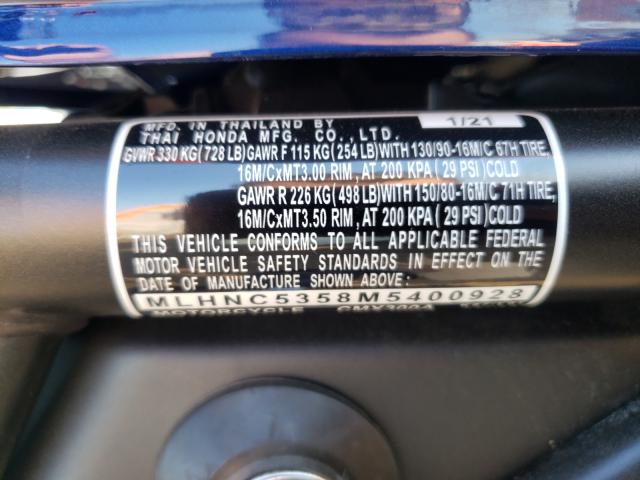 MFD. IN THAILAND BY 1/21
THAI HONDA MFG. CO., LTD.
GVWR 330 KG(728 LB)GAWR F 115 KG(254 LB)WITH 130/90-16M/C 67H TIRE,
16M/CxMT3.00 RIM, AT 200 KPA(29 PSI)COLD
GAWR R 226 KG(498 LB)WITH 150/80-16M/C 71H TIRE,
16M/CxMT3.50 RIM, AT 200 KPA(29 PSI)COLD
THIS VEHICLE CONFORMS TO ALL APPLICABLE FEDERAL
MOTOR VEHICLE SAFETY STANDARDS IN EFFECT ON THE
DATE OF MANUFACTURE SHOWN ABOVE:
MLHNC5358M5400928
MOTORCYCLE CMX300A